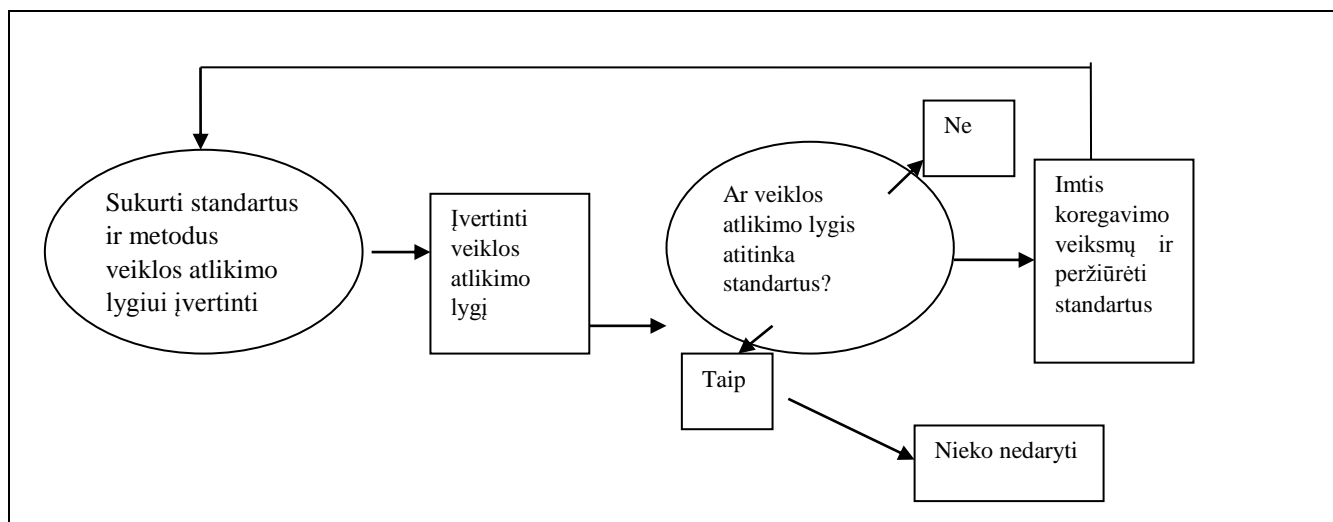 Sukurti standartus
ir metodus
veiklos atlikimo
lygiui įvertinti
Įvertinti
veiklos
atlikimo
lygį
Ar veiklos
atlikimo lygis
atitinka
standartus?
Ne
Imtis
koregavimo
veiksmų ir
peržiūrėti
standartus
Taip
Nieko nedaryti